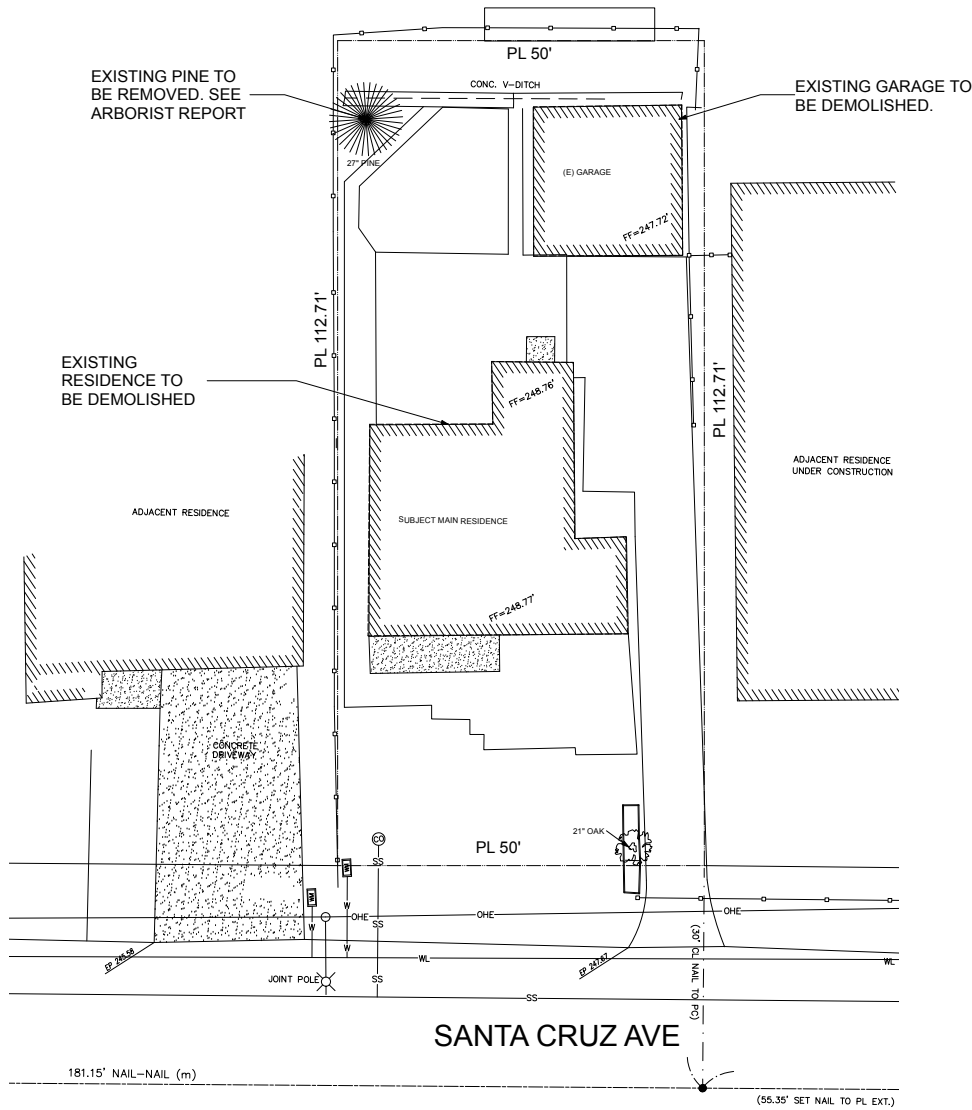 PL 50'
CONC. V-DITCH
EXISTING PINE TO
BE REMOVED. SEE
ARBORIST REPORT
EXISTING GARAGE TO
BE DEMOLISHED.
27" PINE
(E) GARAGE
FF=247.72'
PL 112.71'
EXISTING
RESIDENCE TO
BE DEMOLISHED
FF=248.76'
PL 112.71'
ADJACENT RESIDENCE
UNDER CONSTRUCTION
ADJACENT RESIDENCE
SUBJECT MAIN RESIDENCE
FF=248.77'
CONCRETE
DRIVEWAY
21" OAK
CO
PL 50'
SS
WM
WM
W
W
OHE
OHE
OHE
SS
W
WL
WL
EP 245.58
EP 247.67
JOINT POLE
SS
SS
(30' CL NAIL TO PC)
SANTA CRUZ AVE
181.15' NAIL-NAIL (m)
(55.35' SET NAIL TO PL EXT.)